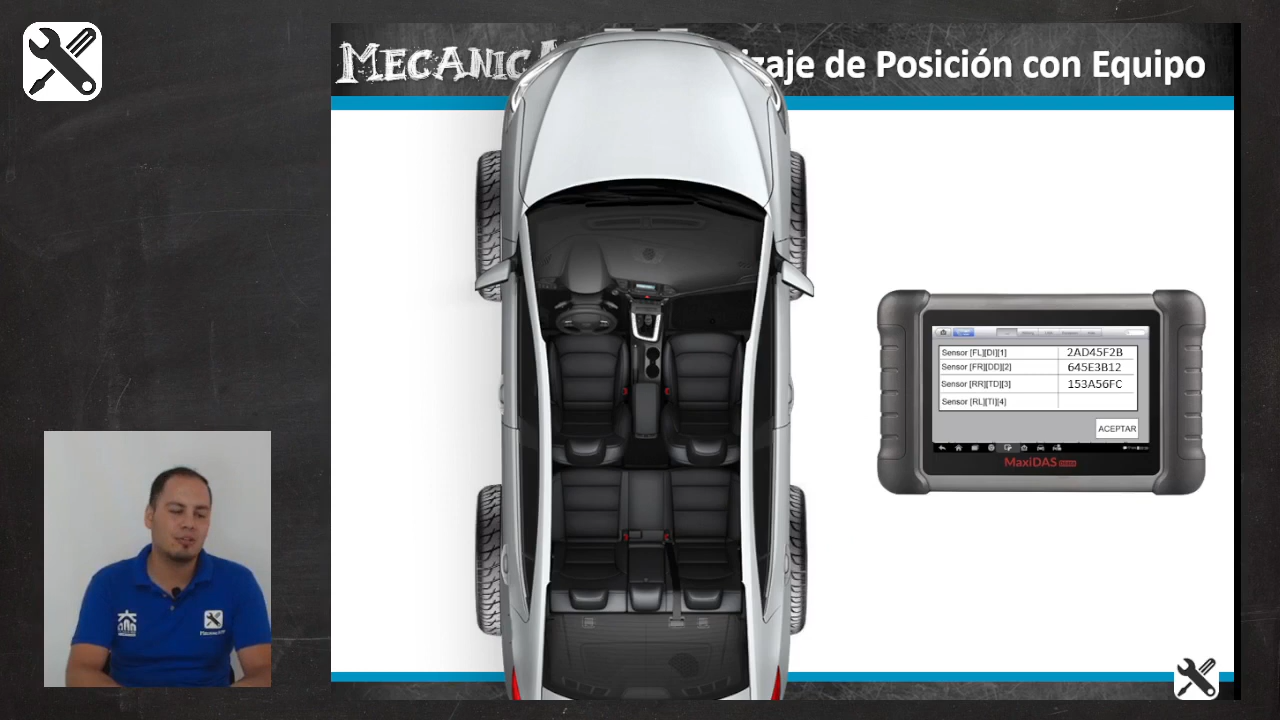 MECANIC
zaje de Posición con Equipo
Sensor [FL][DI][1] 2AD45F2B
Sensor [FR][DD][2] 645E3B12
Sensor [RR][TD][3] 153A56FC
Sensor [RL][TI][4]
ACEPTAR
MaxiDAS